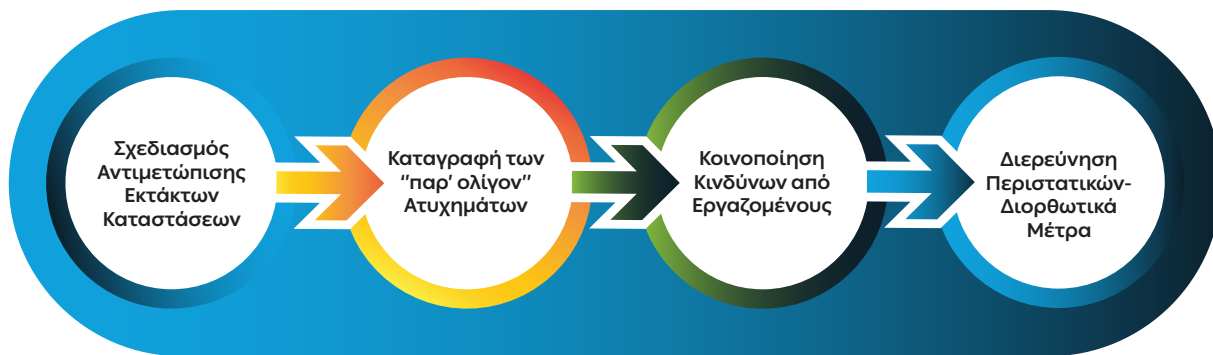 Σχεδιασμός
Αντιμετώπισης
Εκτάκτων
Καταστάσεων
Καταγραφή των
"παρ' ολίγον"
Ατυχημάτων
Κοινοποίηση
Κινδύνων από
Εργαζομένους
Διερεύνηση
Περιστατικών-
Διορθωτικά
Μέτρα